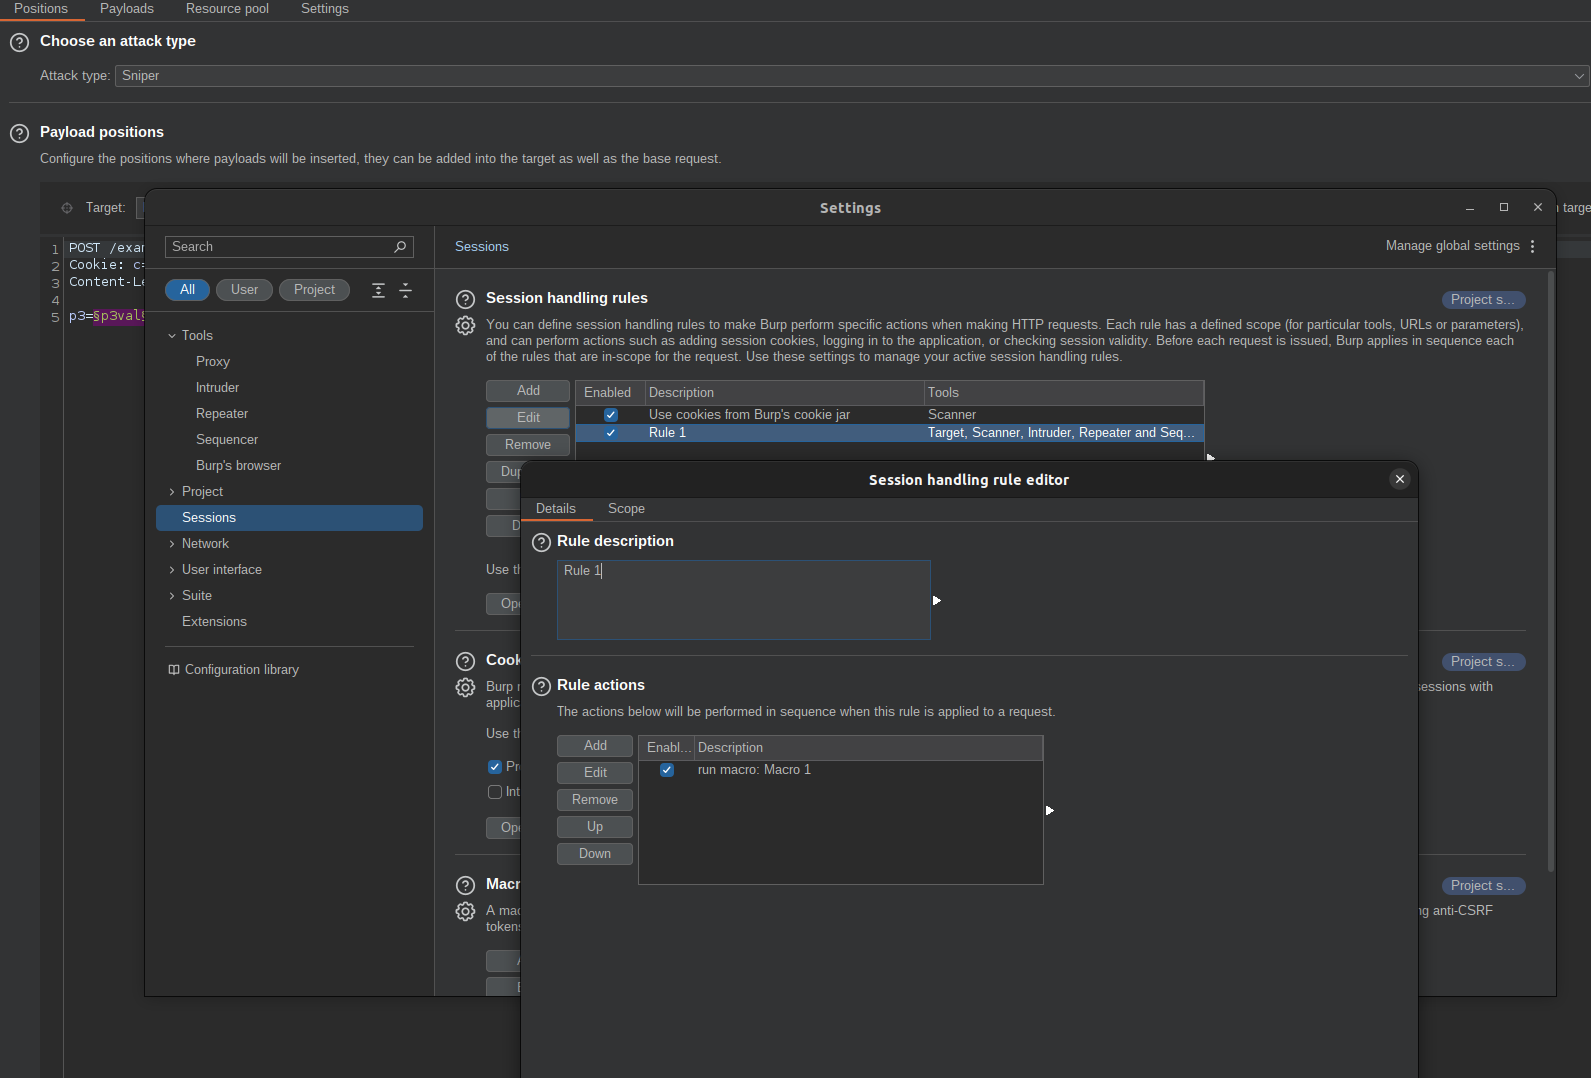 Positions Payloads Resource pool Settings
Choose an attack type
Attack type: Sniper
Payload positions
Configure the positions where payloads will be inserted, they can be added into the target as well as the base request.
Target:
targe
1 POST /exa
2 Cookie: c
3 Content-Le
4
5 p3=§p3val§
Settings
Search
All User Project
Tools
Proxy
Intruder
Repeater
Sequencer
Burp's browser
Project
Sessions
Network
User interface
Suite
Extensions
Configuration library
Sessions
Manage global settings
Session handling rules
Project s...
You can define session handling rules to make Burp perform specific actions when making HTTP requests. Each rule has a defined scope (for particular tools, URLs or parameters),
and can perform actions such as adding session cookies, logging in to the application, or checking session validity. Before each request is issued, Burp applies in sequence each
of the rules that are in-scope for the request. Use these settings to manage your active session handling rules.
Add
Edit
Remove
Dup
D
Enabled Description Tools
Use cookies from Burp's cookie jar Scanner
Rule 1 Target, Scanner, Intruder, Repeater and Seq...
Use th
Ope
Cook
Project s...
Burp
sessions with
applic
Use th
Pr
Int
Ope
Macr
Project s...
A mac
ng anti-CSRF
tokens
Session handling rule editor
Details Scope
Rule description
Rule 1
Rule actions
The actions below will be performed in sequence when this rule is applied to a request.
Add
Edit
Remove
Up
Down
Enabl... Description
run macro: Macro 1